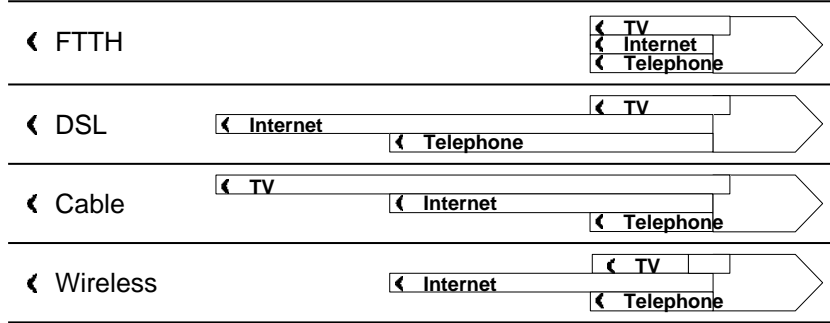 FTTH
TV
Internet
Telephone
DSL
TV
Internet
Telephone
Cable
TV
Internet
Telephone
Wireless
TV
Internet
Telephone